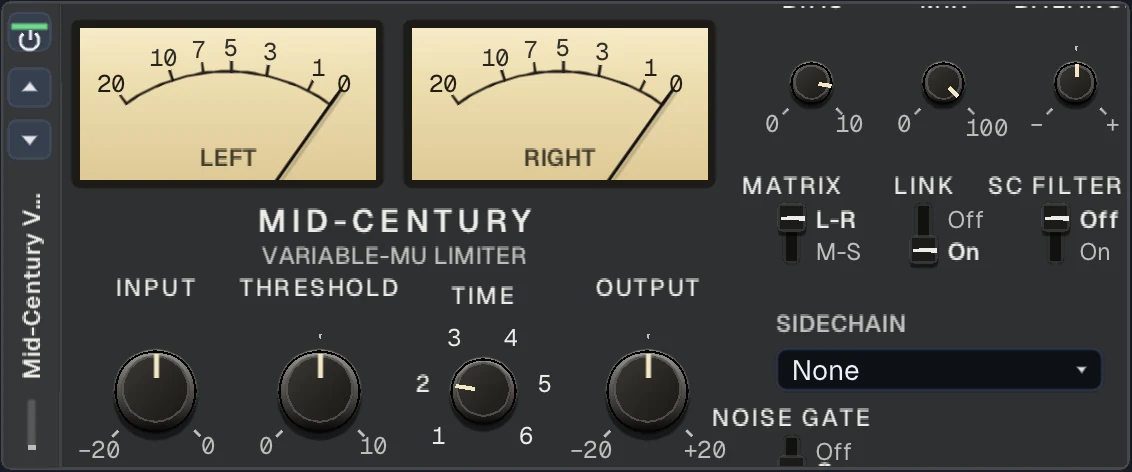 20 10 7 5 3 1 0
LEFT
20 10 7 5 3 1 0
RIGHT
0 10
0 100
− +
MATRIX
L-R
M-S
LINK
Off
On
SC FILTER
Off
On
Mid-Century V...
MID-CENTURY
VARIABLE-MU LIMITER
INPUT
-20 0
THRESHOLD
0 10
TIME
1 2 3 4 5 6
OUTPUT
-20 +20
SIDECHAIN
None
NOISE GATE
Off